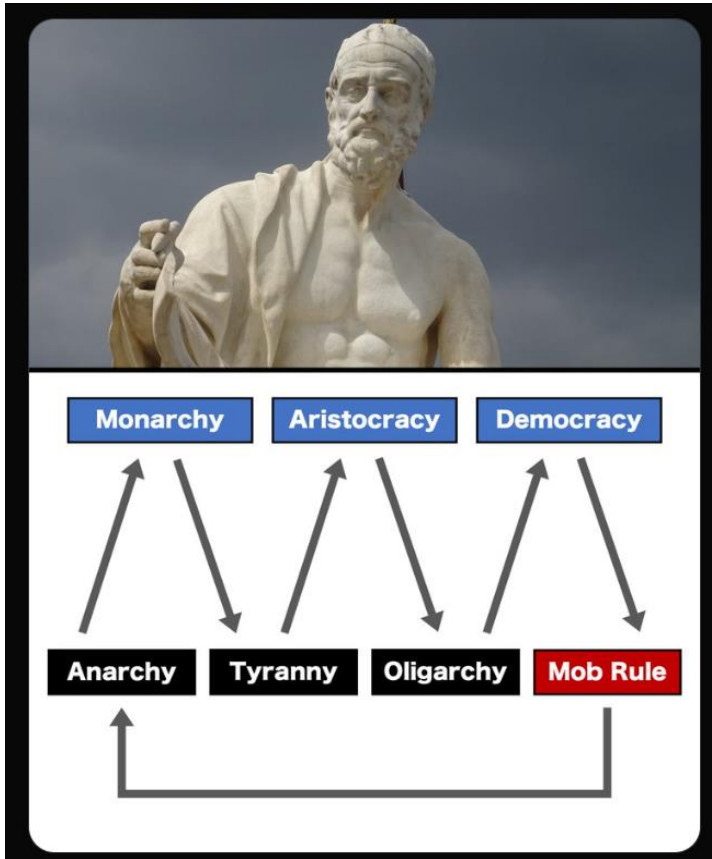 Monarchy
Aristocracy
Democracy
Anarchy
Tyranny
Oligarchy
Mob Rule